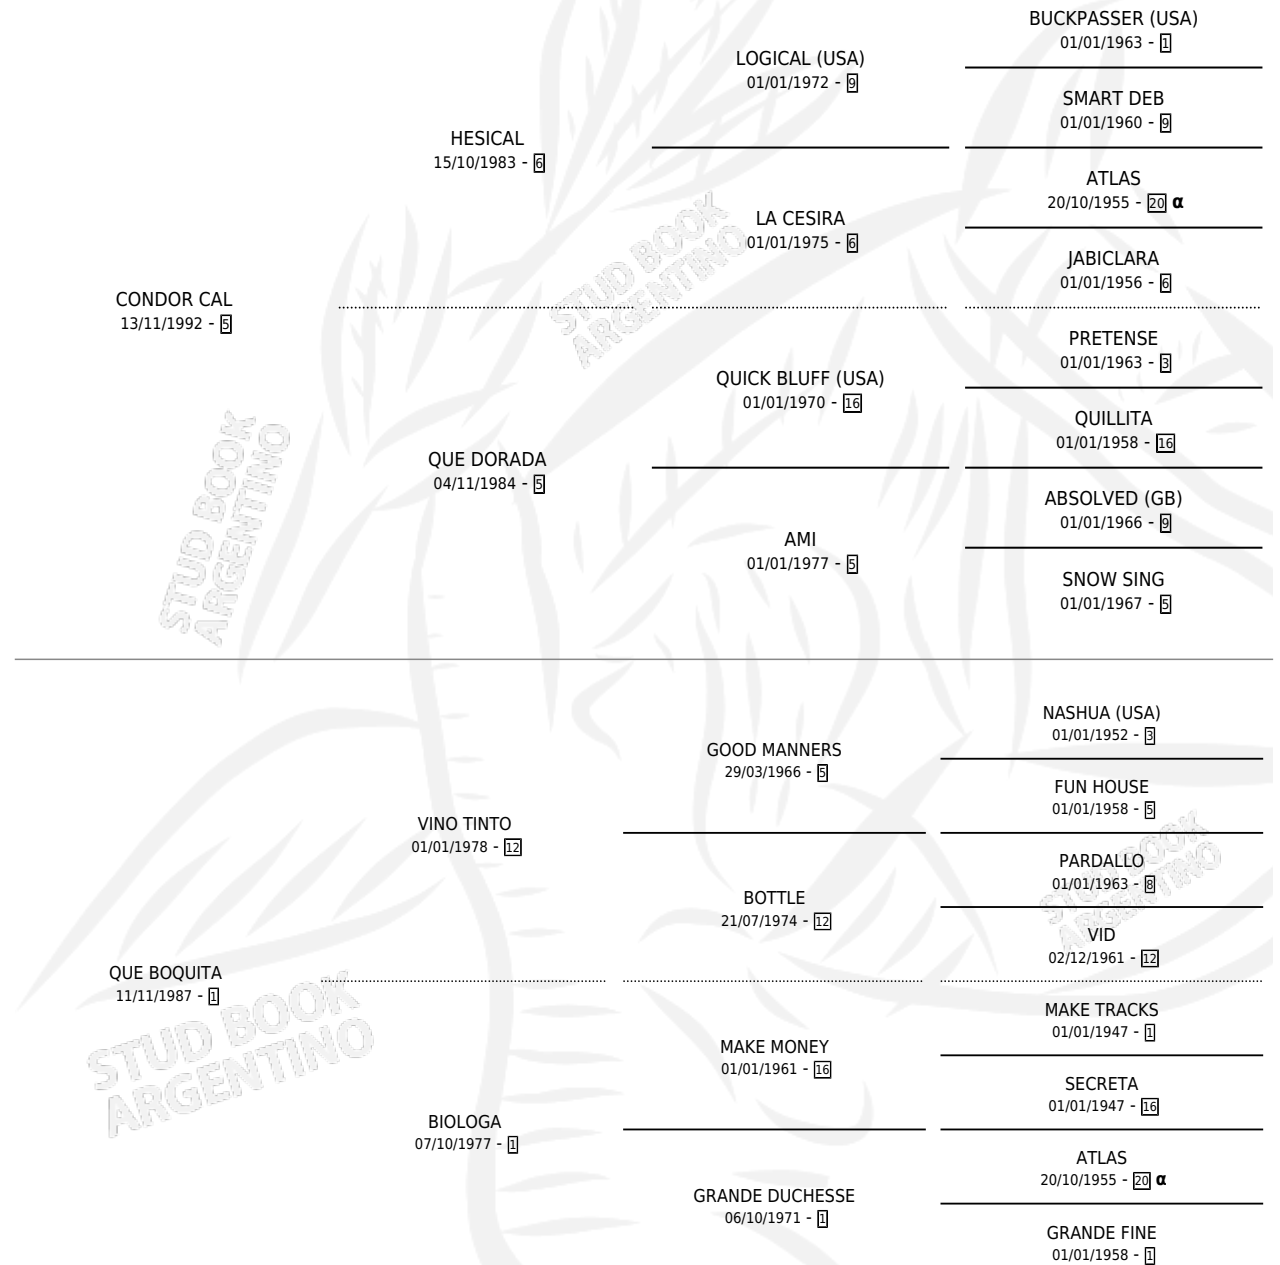 BUCKPASSER (USA)
01/01/1963 - 1
LOGICAL (USA)
01/01/1972 - 9
SMART DEB
01/01/1960 - 9
HESICAL
15/10/1983 - 6
ATLAS
20/10/1955 - 20 α
LA CESIRA
01/01/1975 - 6
JABICLARA
01/01/1956 - 6
CONDOR CAL
13/11/1992 - 5
PRETENSE
01/01/1963 - 3
QUICK BLUFF (USA)
01/01/1970 - 16
QUILLITA
01/01/1958 - 16
QUE DORADA
04/11/1984 - 5
ABSOLVED (GB)
01/01/1966 - 9
AMI
01/01/1977 - 5
SNOW SING
01/01/1967 - 5
NASHUA (USA)
01/01/1952 - 3
GOOD MANNERS
29/03/1966 - 5
FUN HOUSE
01/01/1958 - 5
VINO TINTO
01/01/1978 - 12
PARDALLO
01/01/1963 - 8
BOTTLE
21/07/1974 - 12
VID
02/12/1961 - 12
QUE BOQUITA
11/11/1987 - 1
MAKE TRACKS
01/01/1947 - 1
MAKE MONEY
01/01/1961 - 16
SECRETA
01/01/1947 - 16
BIOLOGA
07/10/1977 - 1
ATLAS
20/10/1955 - 20 α
GRANDE DUCHESSE
06/10/1971 - 1
GRANDE FINE
01/01/1958 - 1
STUD BOOK
ARGENTINO
STUD BOOK
ARGENTINO
STUD BOOK
ARGENTINO
STUD BOOK
ARGENTINO